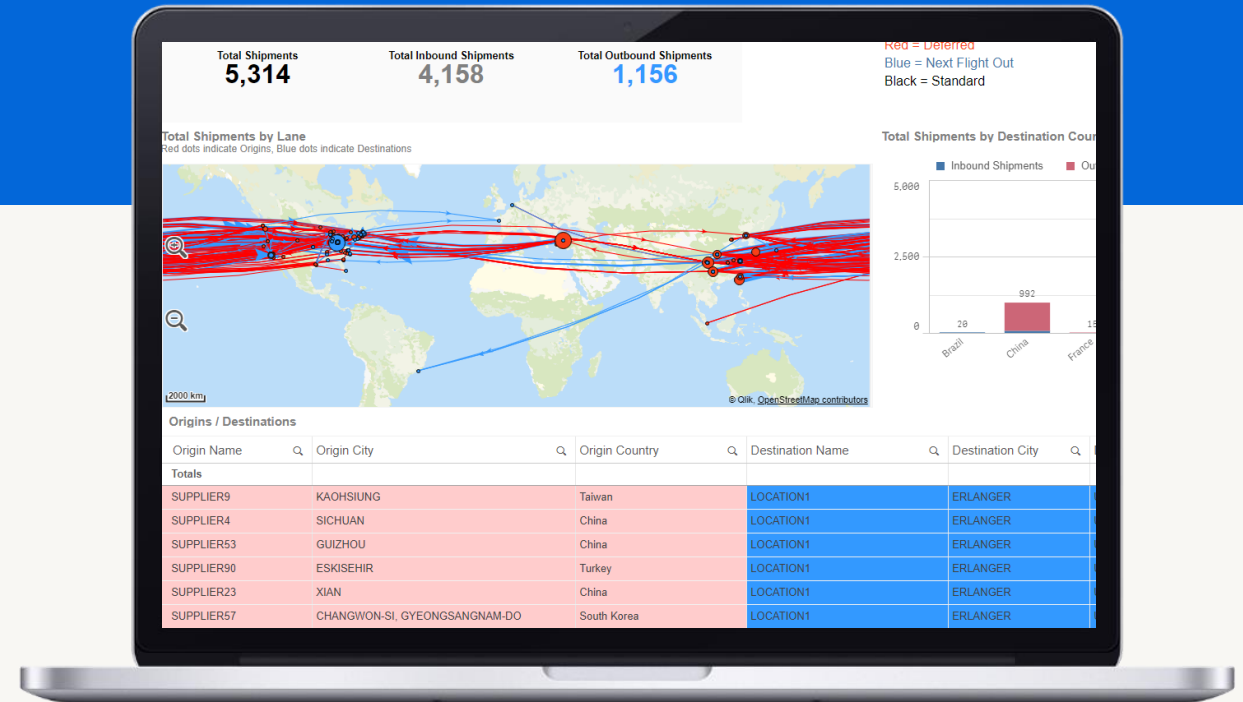 Total Shipments
5,314
Total Inbound Shipments
4,158
Total Outbound Shipments
1,156
Red = Deferred
Blue = Next Flight Out
Black = Standard
Total Shipments by Lane
Red dots indicate Origins, Blue dots indicate Destinations
2000 km
© Qlik, OpenStreetMap contributors
Total Shipments by Destination Cour
Inbound Shipments
Ou
5,000
2,500
0
20
992
18
Brazil
China
France
Origins / Destinations
Origin Name Origin City Origin Country Destination Name Destination City
Totals
SUPPLIER9 KAOHSIUNG Taiwan LOCATION1 ERLANGER
SUPPLIER4 SICHUAN China LOCATION1 ERLANGER
SUPPLIER53 GUIZHOU China LOCATION1 ERLANGER
SUPPLIER90 ESKISEHIR Turkey LOCATION1 ERLANGER
SUPPLIER23 XIAN China LOCATION1 ERLANGER
SUPPLIER57 CHANGWON-SI, GYEONGSANGNAM-DO South Korea LOCATION1 ERLANGER